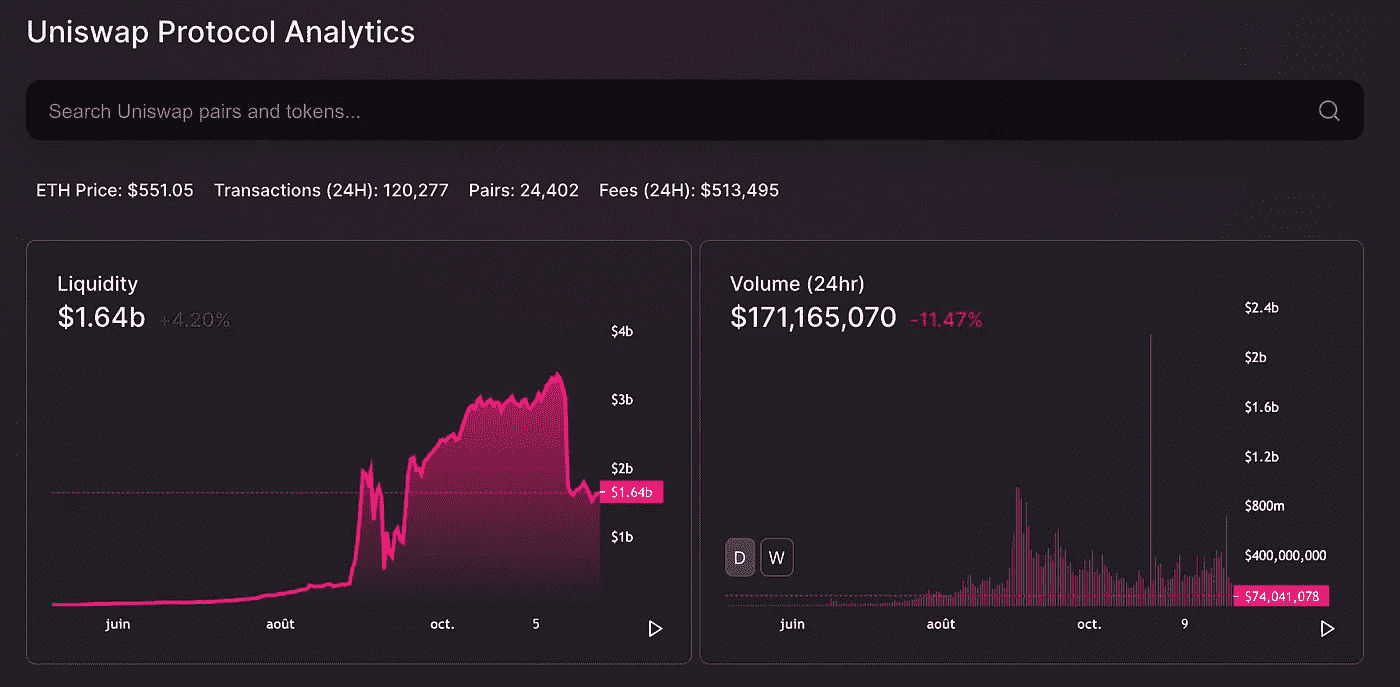 Uniswap Protocol Analytics
Search Uniswap pairs and tokens...
ETH Price: $551.05 Transactions (24H): 120,277 Pairs: 24,402 Fees (24H): $513,495
Liquidity
$1.64b +4.20%
$4b
$3b
$2b
$1.64b
$1b
juin août oct. 5
Volume (24hr)
$171,165,070 -11.47%
$2.4b
$2b
$1.6b
$1.2b
$800m
$400,000,000
D W
$74,041,078
juin août oct. 9